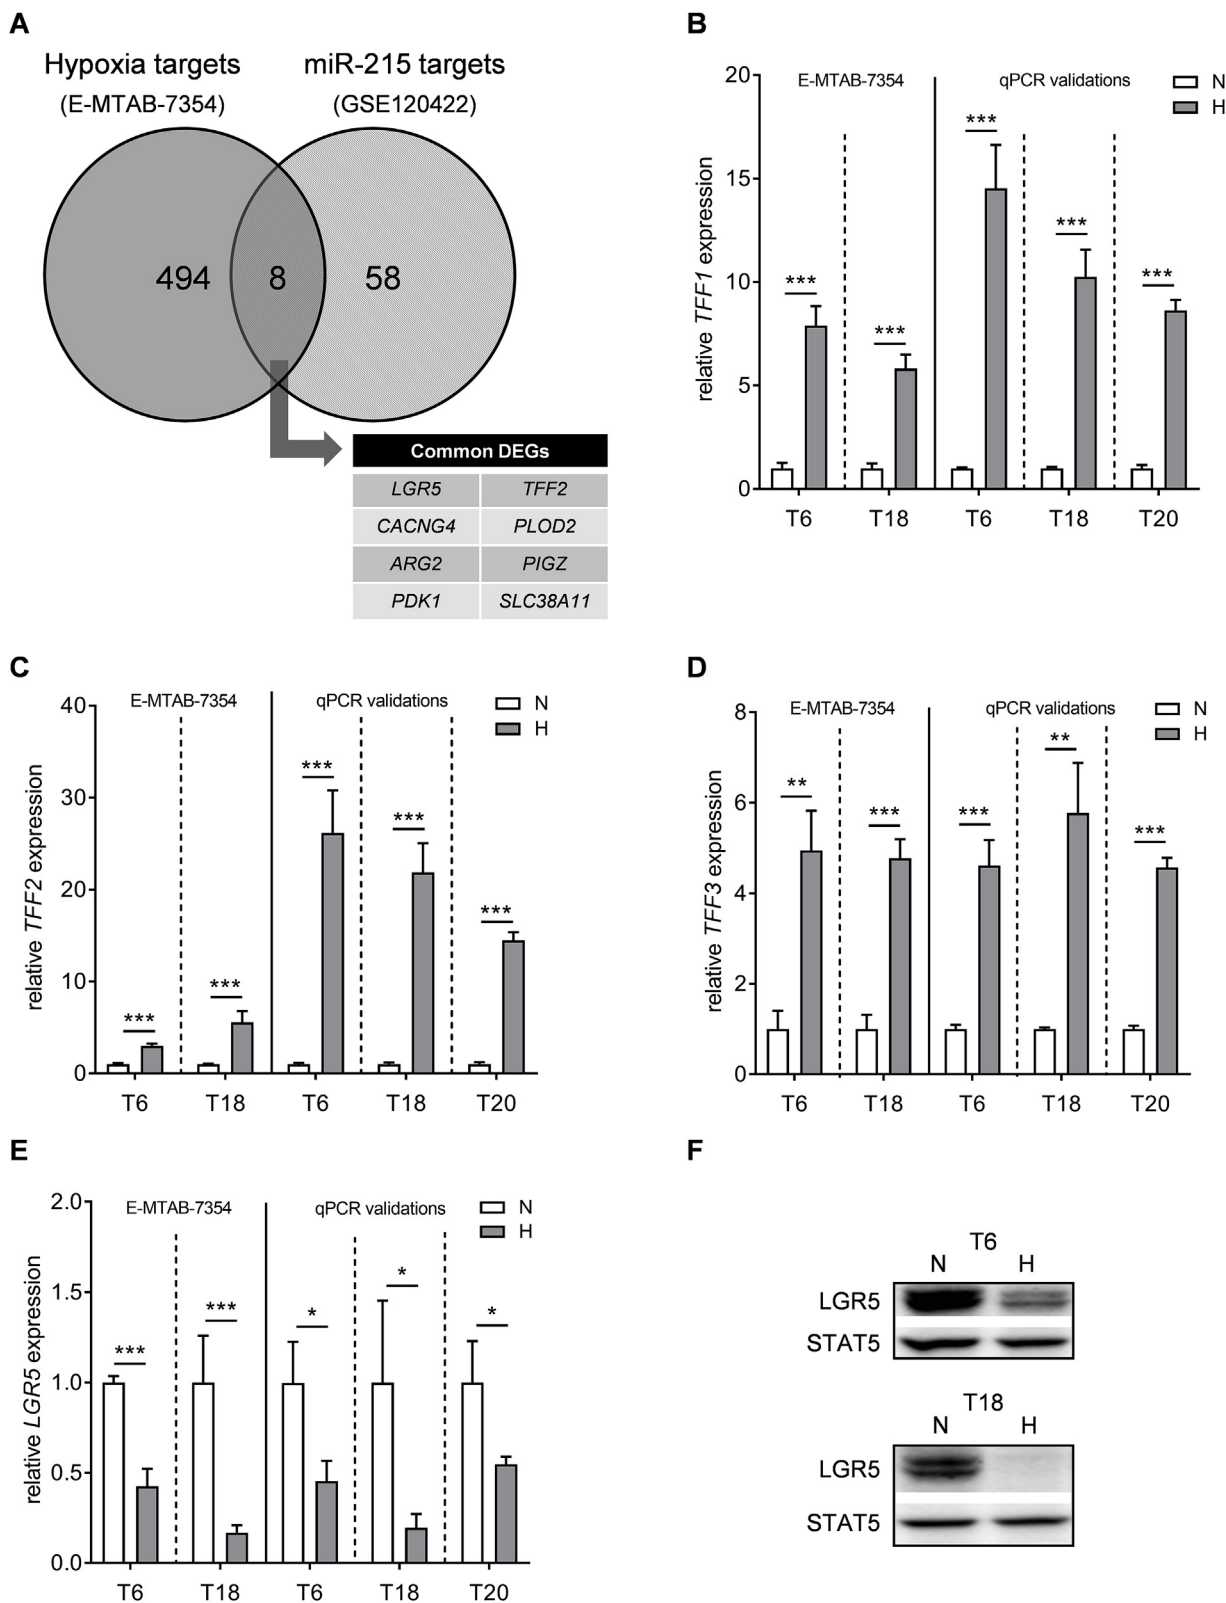 A
Hypoxia targets miR-215 targets
(E-MTAB-7354) (GSE120422)
494 8 58
Common DEGs
LGR5 TFF2
CACNG4 PLOD2
ARG2 PIGZ
PDK1 SLC38A11
B
relative TFF1 expression
E-MTAB-7354 qPCR validations
N
H
20
15
10
5
0
*** *** *** *** ***
T6 T18 T6 T18 T20
C
relative TFF2 expression
E-MTAB-7354 qPCR validations
N
H
40
30
20
10
0
*** *** *** *** ***
T6 T18 T6 T18 T20
D
relative TFF3 expression
E-MTAB-7354 qPCR validations
N
H
8
6
4
2
0
** *** *** ** ***
T6 T18 T6 T18 T20
E
relative LGR5 expression
E-MTAB-7354 qPCR validations
N
H
2.0
1.5
1.0
0.5
0.0
*** *** * * *
T6 T18 T6 T18 T20
F
T6
N H
LGR5
STAT5
T18
N H
LGR5
STAT5